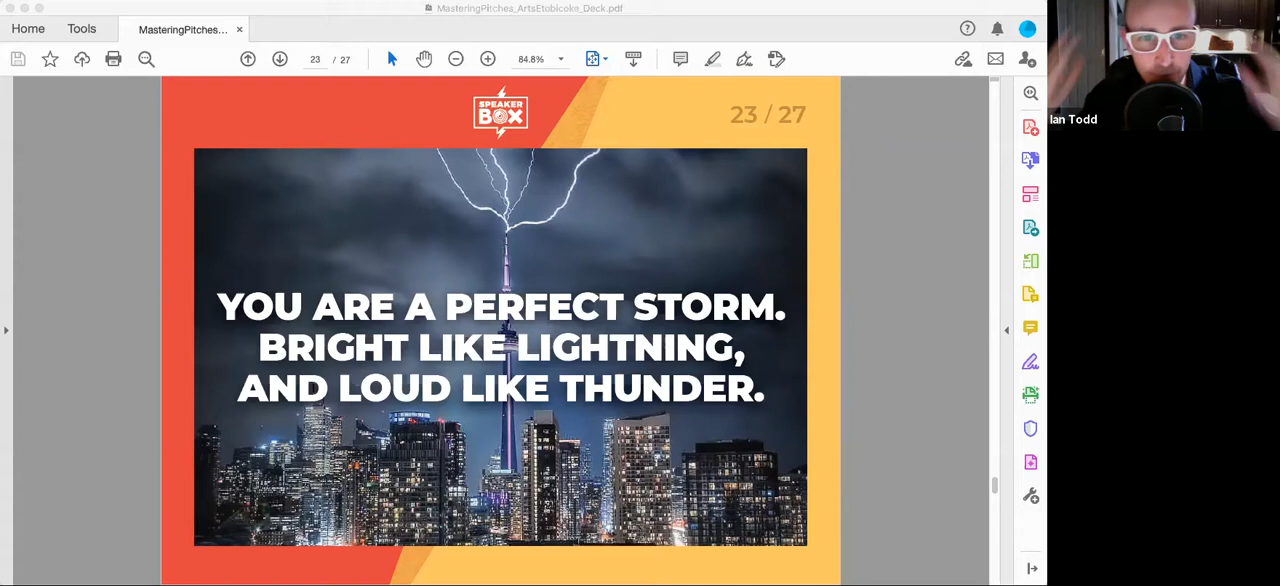 MasteringPitches_ArtsEtobicoke_Deck.pdf
Home Tools MasteringPitches... ×
23 / 27 84.8%
Ian Todd
SPEAKER
BOX
23 / 27
YOU ARE A PERFECT STORM.
BRIGHT LIKE LIGHTNING,
AND LOUD LIKE THUNDER.